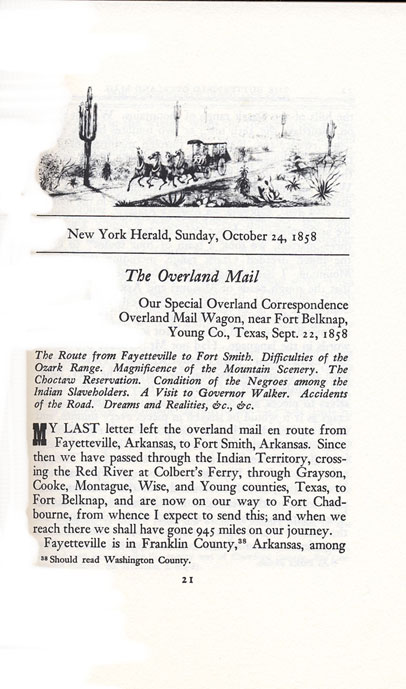 New York Herald, Sunday, October 24, 1858
The Overland Mail
Our Special Overland Correspondence
Overland Mail Wagon, near Fort Belknap,
Young Co., Texas, Sept. 22, 1858
The Route from Fayetteville to Fort Smith. Difficulties of the
Ozark Range. Magnificence of the Mountain Scenery. The
Choctaw Reservation. Condition of the Negroes among the
Indian Slaveholders. A Visit to Governor Walker. Accidents
of the Road. Dreams and Realities, &c., &c.
MY LAST letter left the overland mail en route from
Fayetteville, Arkansas, to Fort Smith, Arkansas. Since
then we have passed through the Indian Territory, cross-
ing the Red River at Colbert's Ferry, through Grayson,
Cooke, Montague, Wise, and Young counties, Texas, to
Fort Belknap, and are now on our way to Fort Chad-
bourne, from whence I expect to send this; and when we
reach there we shall have gone 945 miles on our journey.
Fayetteville is in Franklin County,³⁸ Arkansas, among
³⁸ Should read Washington County.
21